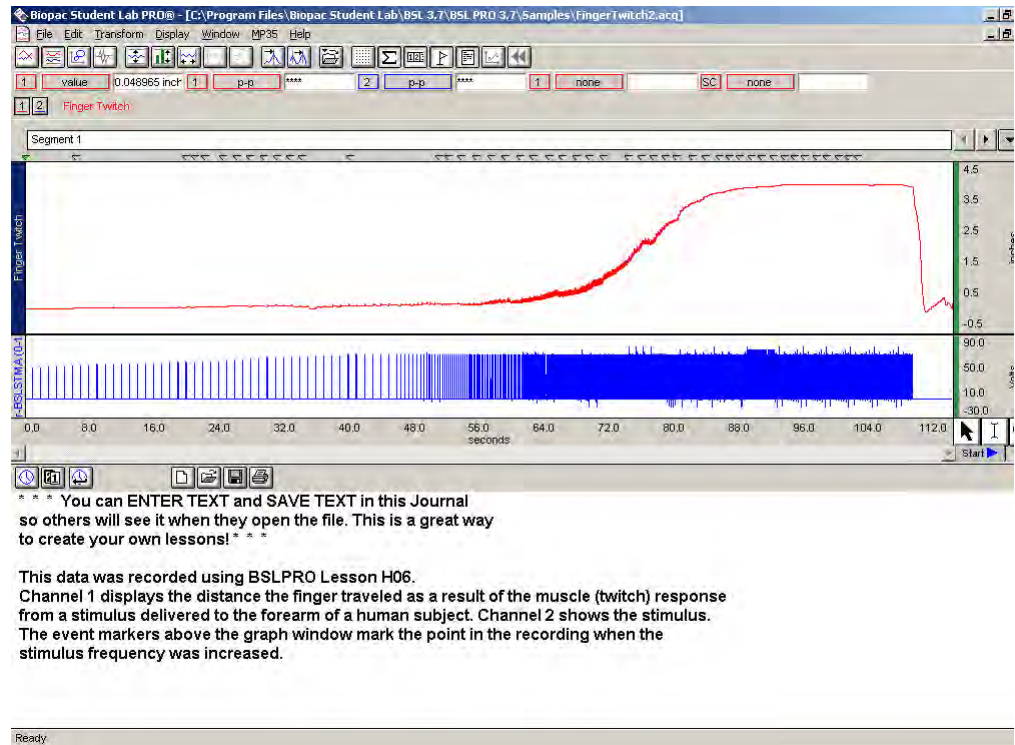 Biopac Student Lab PRO® - [C:\Program Files\Biopac Student Lab\BSL 3.7\BSL PRO 3.7\Samples\FingerTwitch2.acq]
File Edit Transform Display Window MP35 Help
1 value 0.048965 inch 1 p-p **** 2 p-p **** 1 none SC none
1 2 Finger Twitch
Segment 1
Finger Twitch
4.5
3.5
2.5
1.5
0.5
-0.5
inches
90.0
50.0
10.0
-30.0
Volts
0.0 8.0 16.0 24.0 32.0 40.0 48.0 56.0 64.0 72.0 80.0 88.0 96.0 104.0 112.0
seconds
Start
* * * You can ENTER TEXT and SAVE TEXT in this Journal
so others will see it when they open the file. This is a great way
to create your own lessons! * * *
This data was recorded using BSLPRO Lesson H06.
Channel 1 displays the distance the finger traveled as a result of the muscle (twitch) response
from a stimulus delivered to the forearm of a human subject. Channel 2 shows the stimulus.
The event markers above the graph window mark the point in the recording when the
stimulus frequency was increased.
Ready